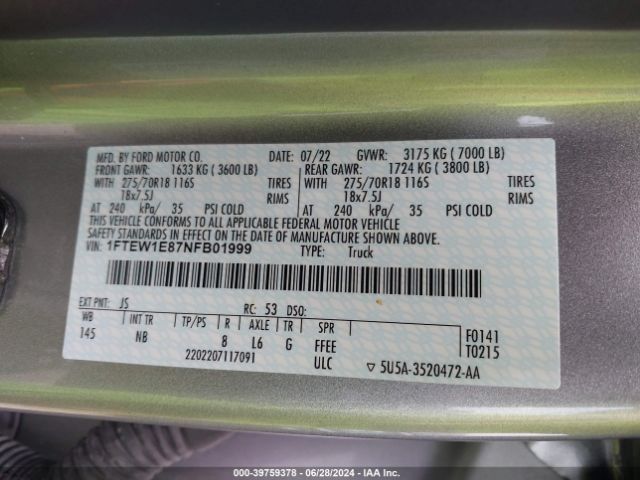 MFD. BY FORD MOTOR CO. DATE: 07/22 GVWR: 3175 KG ( 7000 LB)
FRONT GAWR: 1633 KG ( 3600 LB) REAR GAWR: 1724 KG ( 3800 LB)
WITH 275/70R18 116S TIRES WITH 275/70R18 116S TIRES
18x7.5J RIMS 18x7.5J RIMS
AT 240 kPa/ 35 PSI COLD AT 240 kPa/ 35 PSI COLD
THIS VEHICLE CONFORMS TO ALL APPLICABLE FEDERAL MOTOR VEHICLE
SAFETY STANDARDS IN EFFECT ON THE DATE OF MANUFACTURE SHOWN ABOVE.
VIN: 1FTEW1E87NFB01999 TYPE: Truck
EXT PNT: JS RC: 53 DSO:
WB INT TR TP/PS R AXLE TR SPR F0141
145 NB 8 L6 G FFEE T0215
2202207117091 ULC ▽ 5U5A-3520472-AA
000-39759378 | 06/28/2024 | IAA Inc.